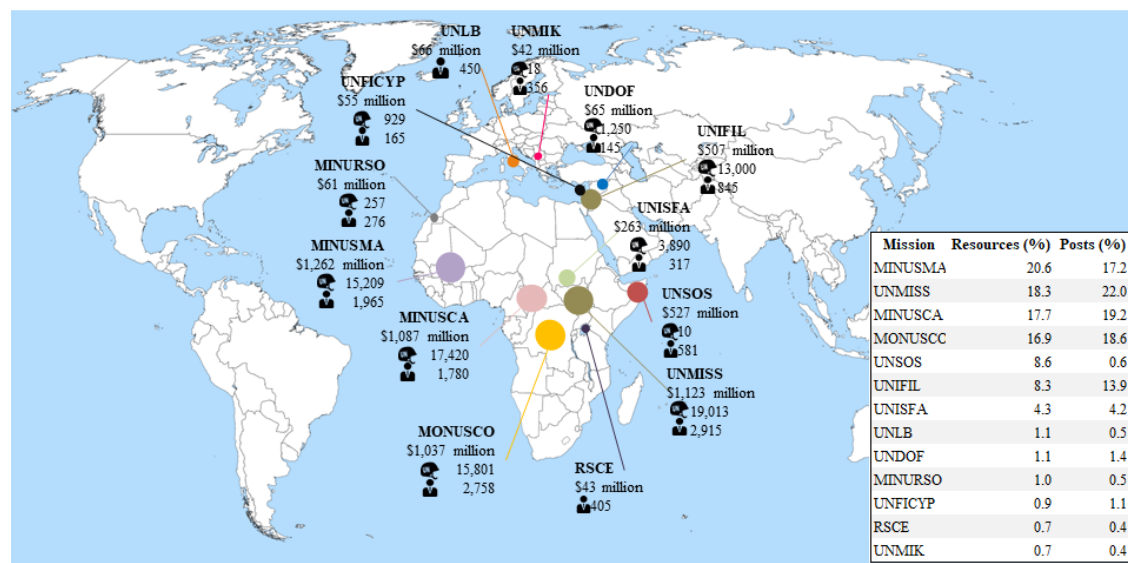 UNLB
$66 million
450
UNMIK
$42 million
18
356
UNFICYP
$55 million
929
165
UNDOF
$65 million
1,250
145
UNIFIL
$507 million
13,000
845
MINURSO
$61 million
257
276
UNISFA
$263 million
3,890
317
MINUSMA
$1,262 million
15,209
1,965
UNSOS
$527 million
10
581
MINUSCA
$1,087 million
17,420
1,780
UNMISS
$1,123 million
19,013
2,915
MONUSCO
$1,037 million
15,801
2,758
RSCE
$43 million
405
Mission Resources (%) Posts (%)
MINUSMA 20.6 17.2
UNMISS 18.3 22.0
MINUSCA 17.7 19.2
MONUSCO 16.9 18.6
UNSOS 8.6 0.6
UNIFIL 8.3 13.9
UNISFA 4.3 4.2
UNLB 1.1 0.5
UNDOF 1.1 1.4
MINURSO 1.0 0.5
UNFICYP 0.9 1.1
RSCE 0.7 0.4
UNMIK 0.7 0.4